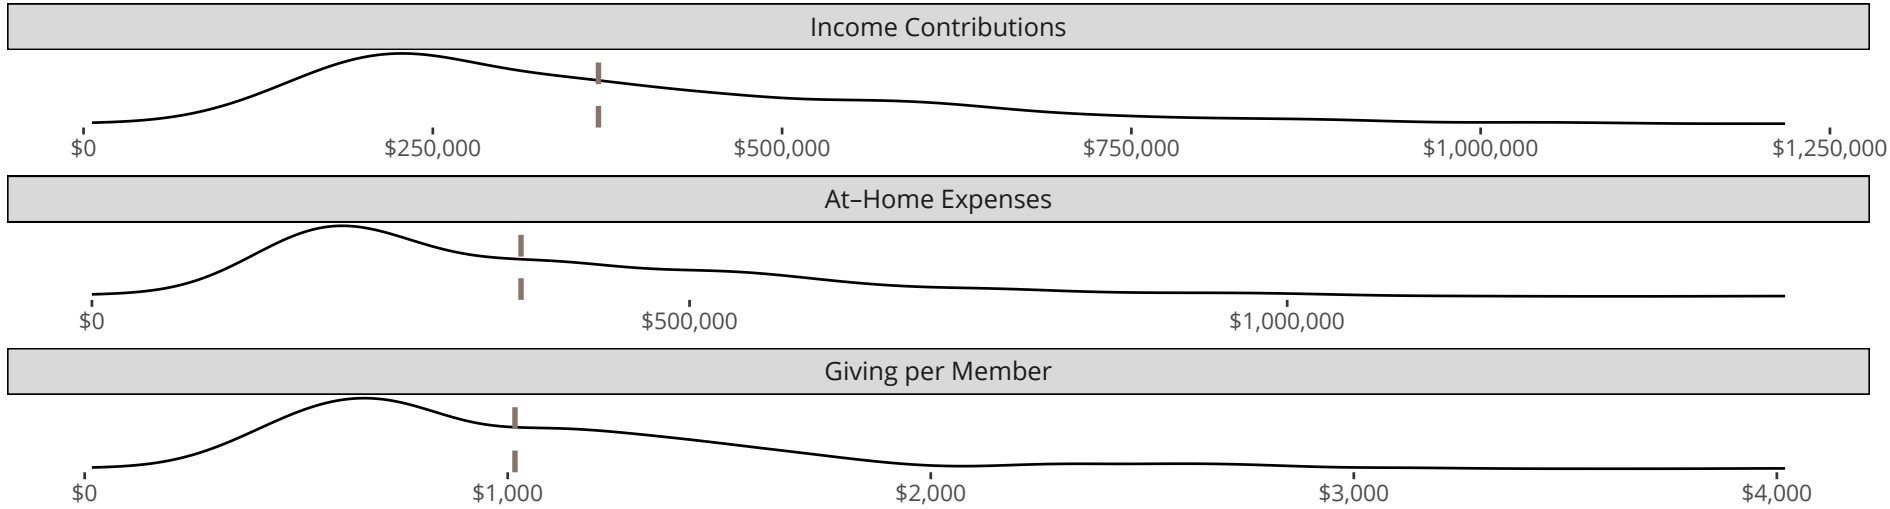 Income Contributions
$0 $250,000 $500,000 $750,000 $1,000,000 $1,250,000
At–Home Expenses
$0 $500,000 $1,000,000
Giving per Member
$0 $1,000 $2,000 $3,000 $4,000